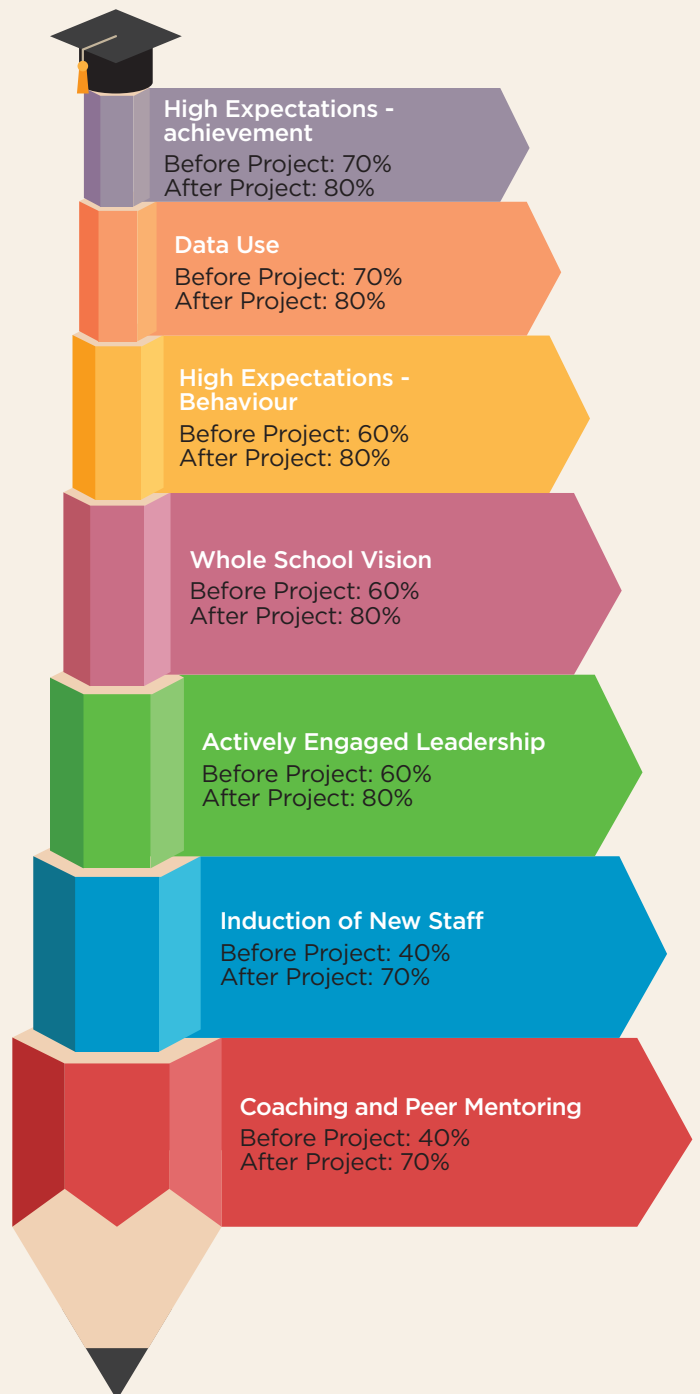 High Expectations -
achievement
Before Project: 70%
After Project: 80%
Data Use
Before Project: 70%
After Project: 80%
High Expectations -
Behaviour
Before Project: 60%
After Project: 80%
Whole School Vision
Before Project: 60%
After Project: 80%
Actively Engaged Leadership
Before Project: 60%
After Project: 80%
Induction of New Staff
Before Project: 40%
After Project: 70%
Coaching and Peer Mentoring
Before Project: 40%
After Project: 70%